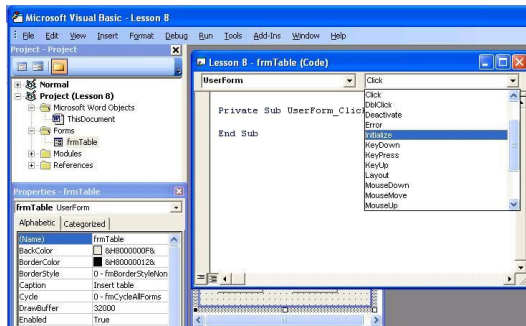 Microsoft Visual Basic - Lesson 8
File Edit View Insert Format Debug Run Tools Add-Ins Window Help
Project - Project
Normal
Project (Lesson 8)
Microsoft Word Objects
ThisDocument
Forms
frmTable
Modules
References
Properties - frmTable
frmTable UserForm
Alphabetic Categorized
(Name) frmTable
BackColor &H8000000F&
BorderColor &H80000012&
BorderStyle 0 - fmBorderStyleNon
Caption Insert table
Cycle 0 - fmCycleAllForms
DrawBuffer 32000
Enabled True
Lesson 8 - frmTable (Code)
UserForm Click
Private Sub UserForm_Clic
End Sub
Click
DblClick
Deactivate
Error
Initialize
KeyDown
KeyPress
KeyUp
Layout
MouseDown
MouseMove
MouseUp